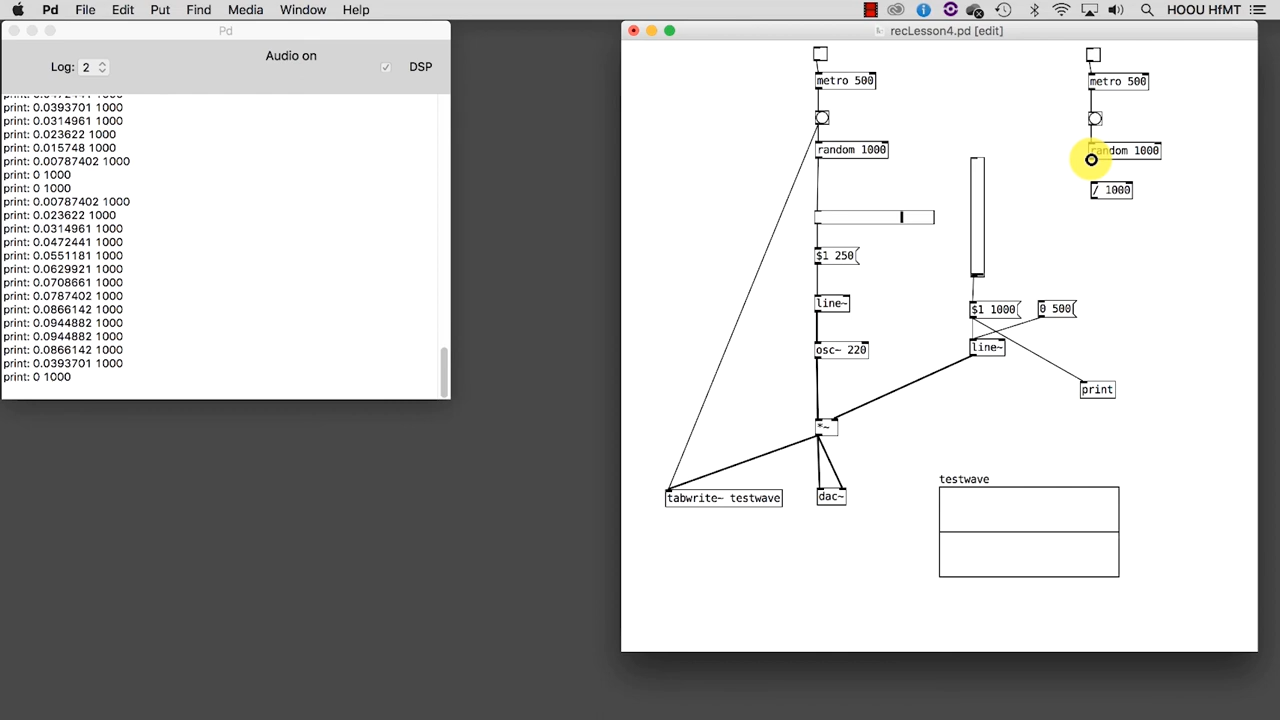 Pd File Edit Put Find Media Window Help
HOOU HfMT
Pd
Audio on
Log: 2
DSP
print: 0.0393701 1000
print: 0.0314961 1000
print: 0.023622 1000
print: 0.015748 1000
print: 0.00787402 1000
print: 0 1000
print: 0 1000
print: 0.00787402 1000
print: 0.023622 1000
print: 0.0314961 1000
print: 0.0472441 1000
print: 0.0551181 1000
print: 0.0629921 1000
print: 0.0708661 1000
print: 0.0787402 1000
print: 0.0866142 1000
print: 0.0944882 1000
print: 0.0944882 1000
print: 0.0866142 1000
print: 0.0393701 1000
print: 0 1000
recLesson4.pd [edit]
metro 500
metro 500
random 1000
random 1000
/ 1000
$1 250
line~
$1 1000
0 500
osc~ 220
line~
print
*~
tabwrite~ testwave
dac~
testwave